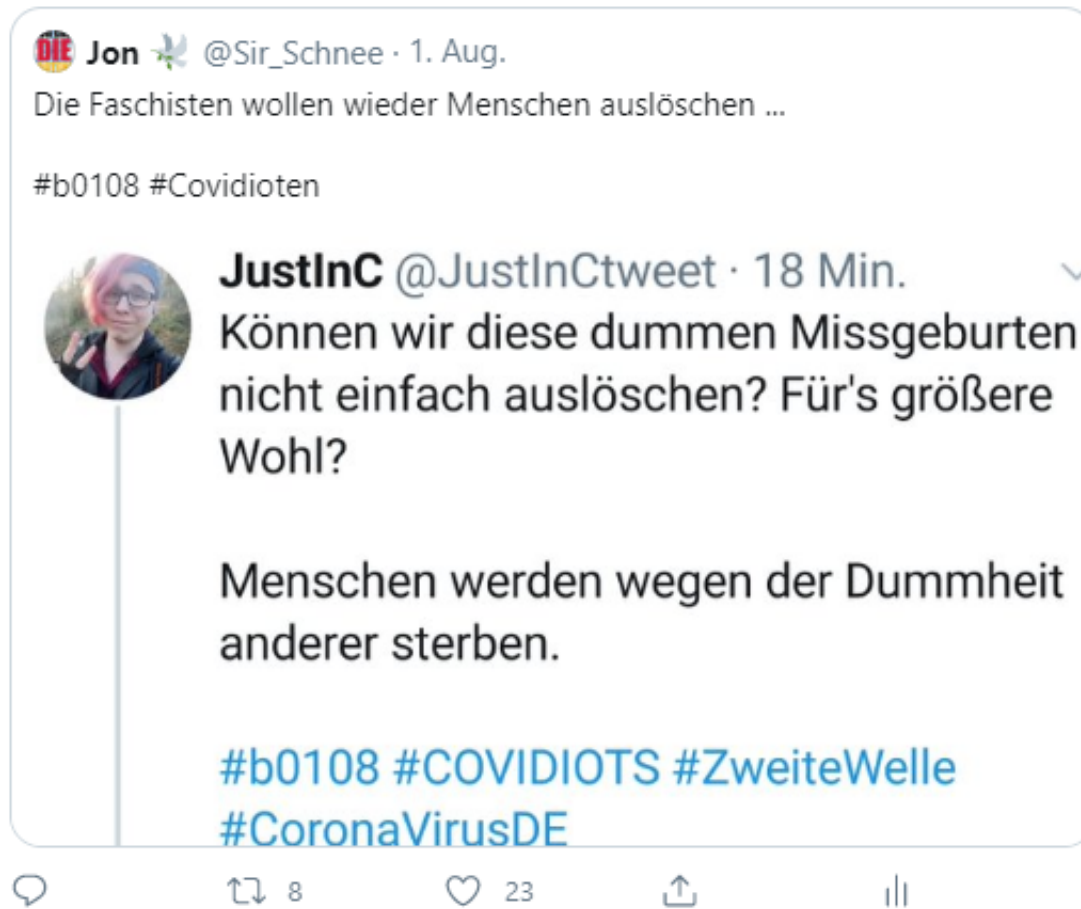 DIE Jon @Sir_Schnee · 1. Aug.
Die Faschisten wollen wieder Menschen auslöschen ...
#b0108 #Covidioten
JustInC @JustInCtweet · 18 Min.
Können wir diese dummen Missgeburten
nicht einfach auslöschen? Für's größere
Wohl?
Menschen werden wegen der Dummheit
anderer sterben.
#b0108 #COVIDIOTS #ZweiteWelle
#CoronaVirusDE
8 23